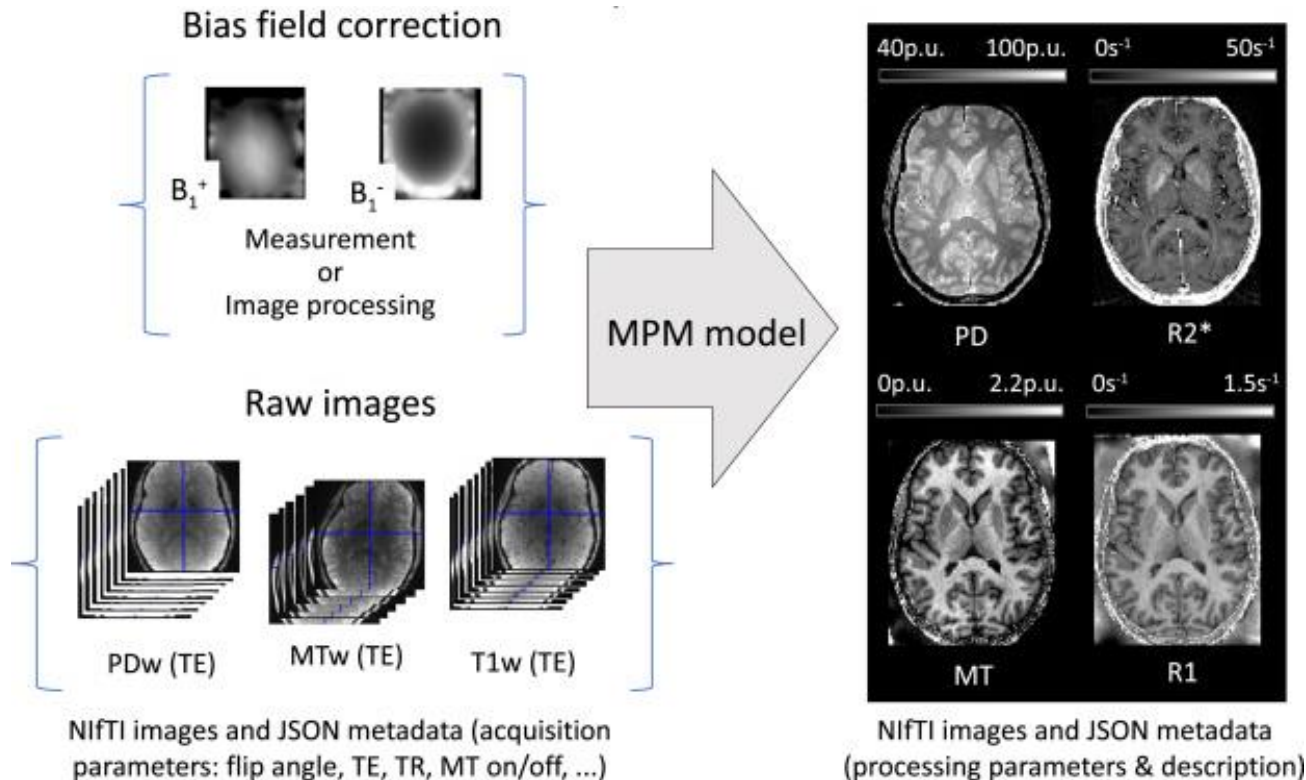 Bias field correction
B₁⁺
B₁⁻
Measurement
or
Image processing
Raw images
PDw (TE)
MTw (TE)
T1w (TE)
NIfTI images and JSON metadata (acquisition
parameters: flip angle, TE, TR, MT on/off, ...)
MPM model
40p.u. 100p.u.
0s⁻¹ 50s⁻¹
PD
R2*
0p.u. 2.2p.u.
0s⁻¹ 1.5s⁻¹
MT
R1
NIfTI images and JSON metadata
(processing parameters & description)